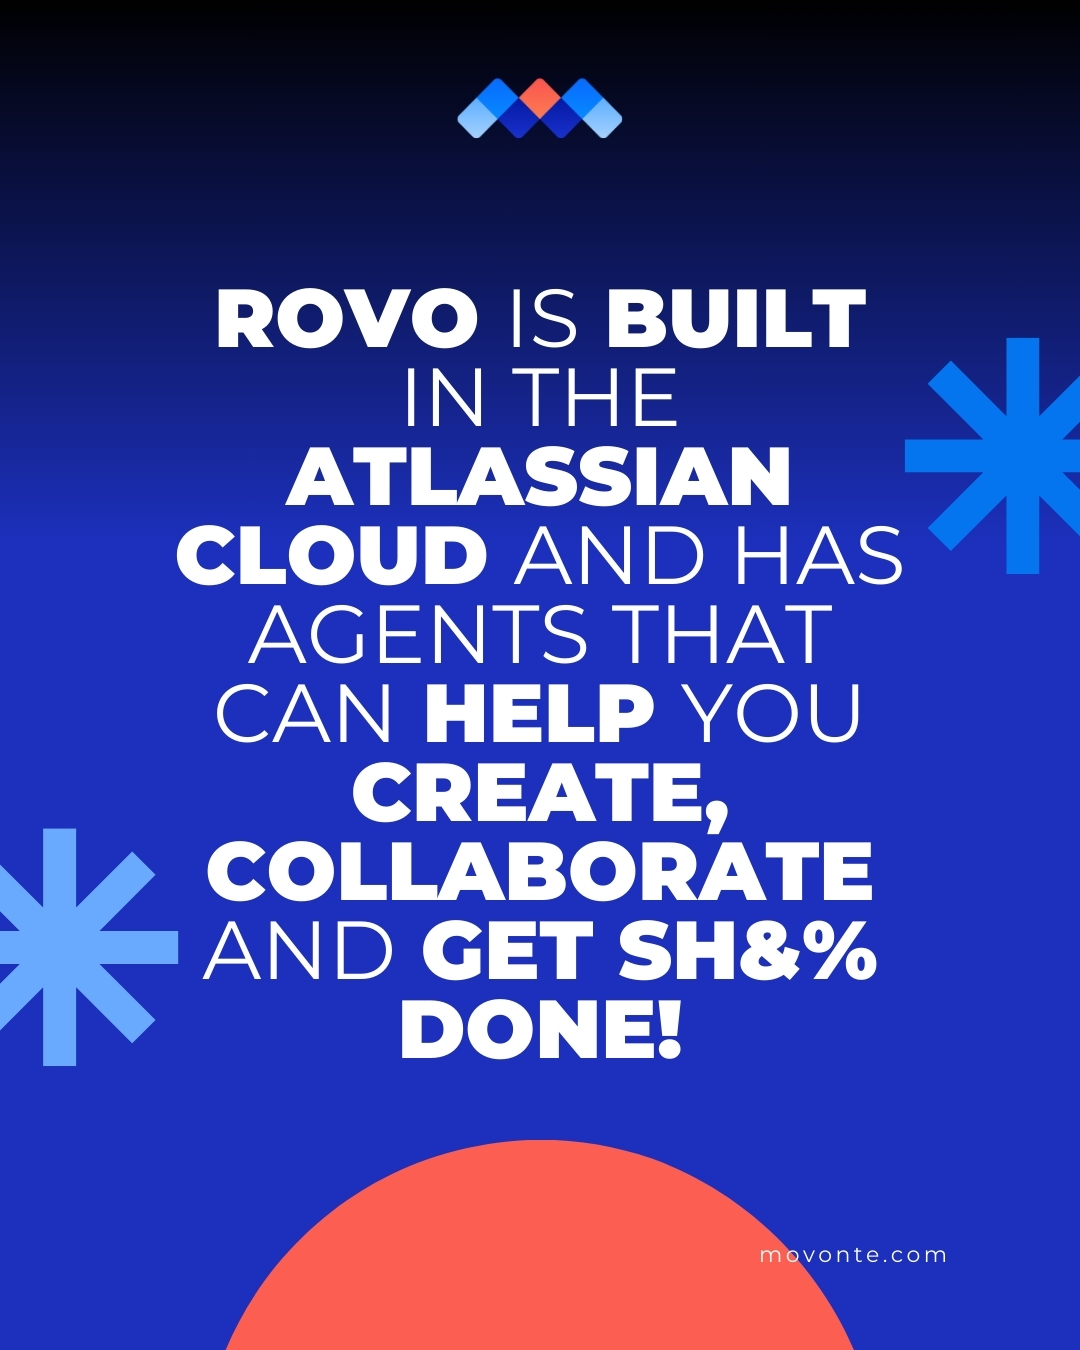 ROVO IS BUILT
IN THE
ATLASSIAN
CLOUD AND HAS
AGENTS THAT
CAN HELP YOU
CREATE,
COLLABORATE
AND GET SH&%
DONE!
movonte.com